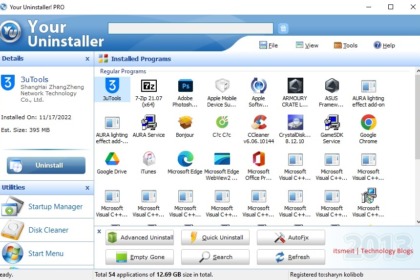 Your Uninstaller! PRO
Your
Uninstaller
File
View
Tools
Help
Details
3uTools
Shanghai ZhangZheng
Network Technology
Co., Ltd.
Installed On: 11/17/2022
Est. Size: 395 MB
Uninstall
Utilities
Startup Manager
Disk Cleaner
Start Menu
Installed Programs
Regular Programs
3uTools
7-Zip 21.07 (x64)
Adobe Photosh...
Apple Mobile Device Su...
Apple Softw...
ARMOURY CRATE L...
ASUS Framew...
AURA lighting effect add-on
AURA lighting effect add-...
AURA Service
Bonjour
Cốc Cốc
CCleaner v6.06.10144
CrystalDisk... 8.12.10
GameSDK Service
Google Chrome
Google Drive
iTunes
Microsoft Edge
Microsoft Edge WebView2 ...
Microsoft Office Pr...
Microsoft Visual C++...
Microsoft Visual C++...
Microsoft Visual C++...
Microsoft Visual C++...
Microsoft Visual C++...
Microsoft Visual C++...
Microsoft Visual C++...
Microsoft Visual C++...
Microsoft Visual C++...
Microsoft Visual C++...
Advanced Uninstall
Quick Uninstall
AutoFix
Empty Gone
Search
Refresh
itsmeit | Technology Blogs
Ready.
Total 54 applications of 12.69 GB size in total.
Registered to:sharyn kolibob